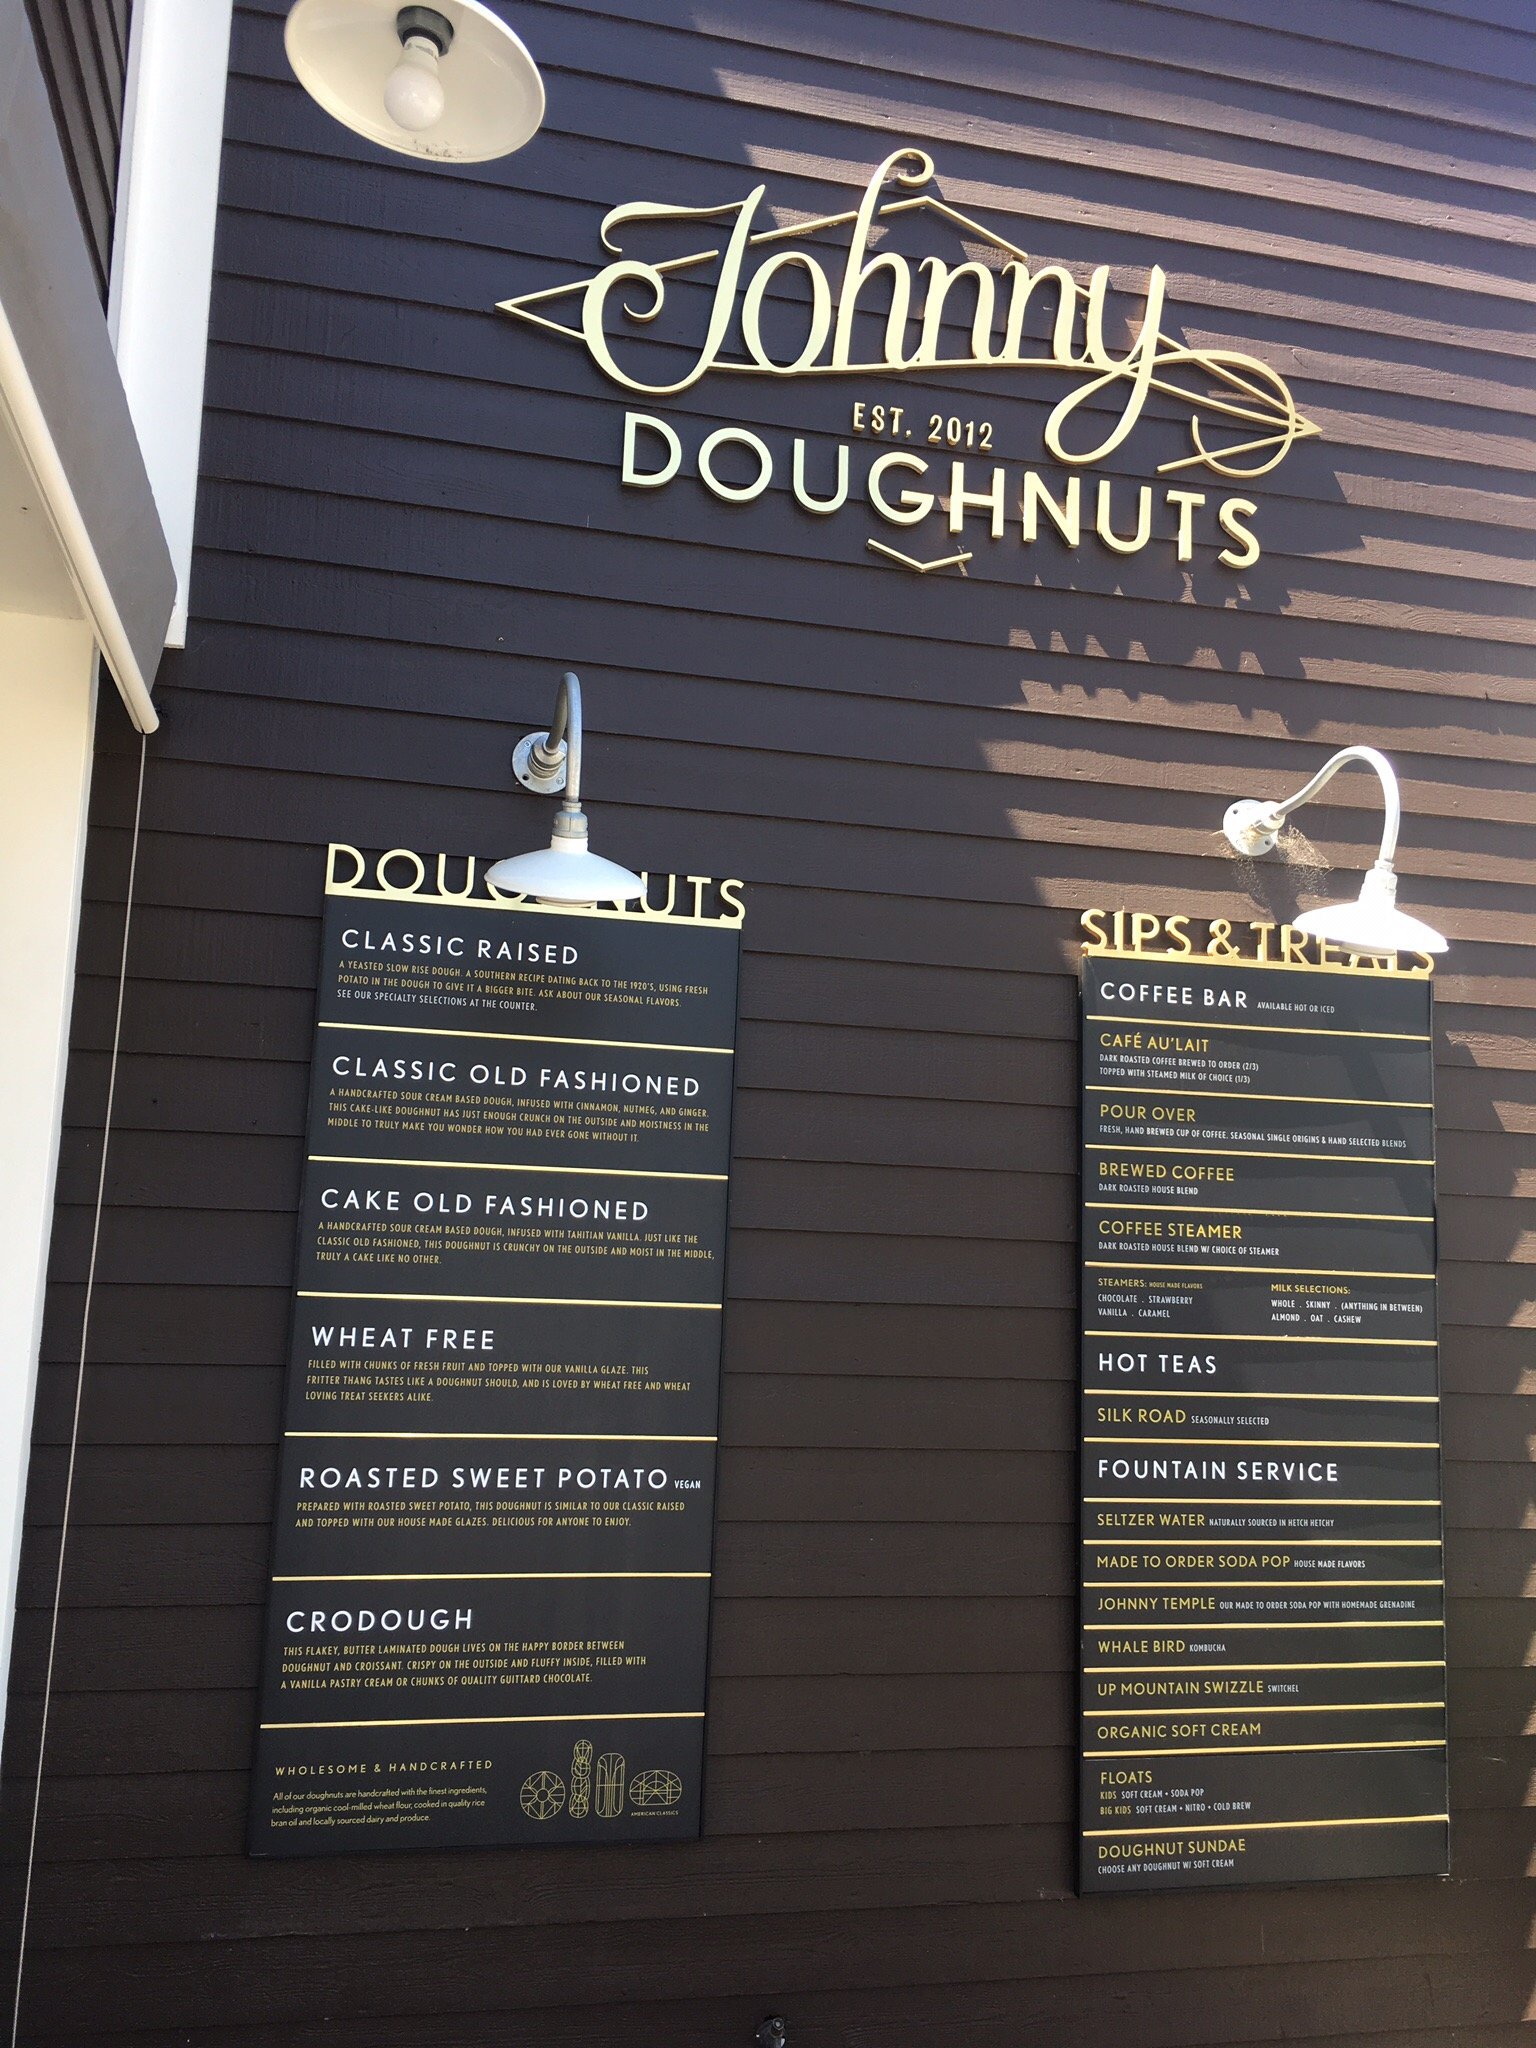 Johnny
EST. 2012
DOUGHNUTS
DOUGHNUTS
CLASSIC RAISED
A YEASTED SLOW RISE DOUGH. A SOUTHERN RECIPE DATING BACK TO THE 1920'S, USING FRESH
POTATO IN THE DOUGH TO GIVE IT A BIGGER BITE. ASK ABOUT OUR SEASONAL FLAVORS.
SEE OUR SPECIALTY SELECTIONS AT THE COUNTER.
CLASSIC OLD FASHIONED
A HANDCRAFTED SOUR CREAM BASED DOUGH, INFUSED WITH CINNAMON, NUTMEG, AND GINGER.
THIS CAKE-LIKE DOUGHNUT HAS JUST ENOUGH CRUNCH ON THE OUTSIDE AND MOISTNESS IN THE
MIDDLE TO TRULY MAKE YOU WONDER HOW YOU HAD EVER GONE WITHOUT IT.
CAKE OLD FASHIONED
A HANDCRAFTED SOUR CREAM BASED DOUGH, INFUSED WITH TAHITIAN VANILLA. JUST LIKE THE
CLASSIC OLD FASHIONED, THIS DOUGHNUT IS CRUNCHY ON THE OUTSIDE AND MOIST IN THE MIDDLE,
TRULY A CAKE LIKE NO OTHER.
WHEAT FREE
FILLED WITH CHUNKS OF FRESH FRUIT AND TOPPED WITH OUR VANILLA GLAZE. THIS
FRITTER THANG TASTES LIKE A DOUGHNUT SHOULD, AND IS LOVED BY WHEAT FREE AND WHEAT
LOVING TREAT SEEKERS ALIKE.
ROASTED SWEET POTATO VEGAN
PREPARED WITH ROASTED SWEET POTATO, THIS DOUGHNUT IS SIMILAR TO OUR CLASSIC RAISED
AND TOPPED WITH OUR HOUSE MADE GLAZES. DELICIOUS FOR ANYONE TO ENJOY.
CRODOUGH
THIS FLAKEY, BUTTER LAMINATED DOUGH LIVES ON THE HAPPY BORDER BETWEEN
DOUGHNUT AND CROISSANT. CRISPY ON THE OUTSIDE AND FLUFFY INSIDE, FILLED WITH
A VANILLA PASTRY CREAM OR CHUNKS OF QUALITY GUITTARD CHOCOLATE.
WHOLESOME & HANDCRAFTED
All of our doughnuts are handcrafted with the finest ingredients,
including organic cool-milled wheat flour, cooked in quality rice
bran oil and locally sourced dairy and produce.
AMERICAN CLASSICS
SIPS & TREATS
COFFEE BAR AVAILABLE HOT OR ICED
CAFÉ AU'LAIT
DARK ROASTED COFFEE BREWED TO ORDER (2/3)
TOPPED WITH STEAMED MILK OF CHOICE (1/3)
POUR OVER
FRESH, HAND BREWED CUP OF COFFEE. SEASONAL SINGLE ORIGINS & HAND SELECTED BLENDS
BREWED COFFEE
DARK ROASTED HOUSE BLEND
COFFEE STEAMER
DARK ROASTED HOUSE BLEND W/ CHOICE OF STEAMER
STEAMERS: HOUSE MADE FLAVORS
CHOCOLATE . STRAWBERRY
VANILLA . CARAMEL
MILK SELECTIONS:
WHOLE . SKINNY . (ANYTHING IN BETWEEN)
ALMOND . OAT . CASHEW
HOT TEAS
SILK ROAD SEASONALLY SELECTED
FOUNTAIN SERVICE
SELTZER WATER NATURALLY SOURCED IN HETCH HETCHY
MADE TO ORDER SODA POP HOUSE MADE FLAVORS
JOHNNY TEMPLE OUR MADE TO ORDER SODA POP WITH HOMEMADE GRENADINE
WHALE BIRD KOMBUCHA
UP MOUNTAIN SWIZZLE SWITCHEL
ORGANIC SOFT CREAM
FLOATS
KIDS SOFT CREAM + SODA POP
BIG KIDS SOFT CREAM + NITRO + COLD BREW
DOUGHNUT SUNDAE
CHOOSE ANY DOUGHNUT W/ SOFT CREAM